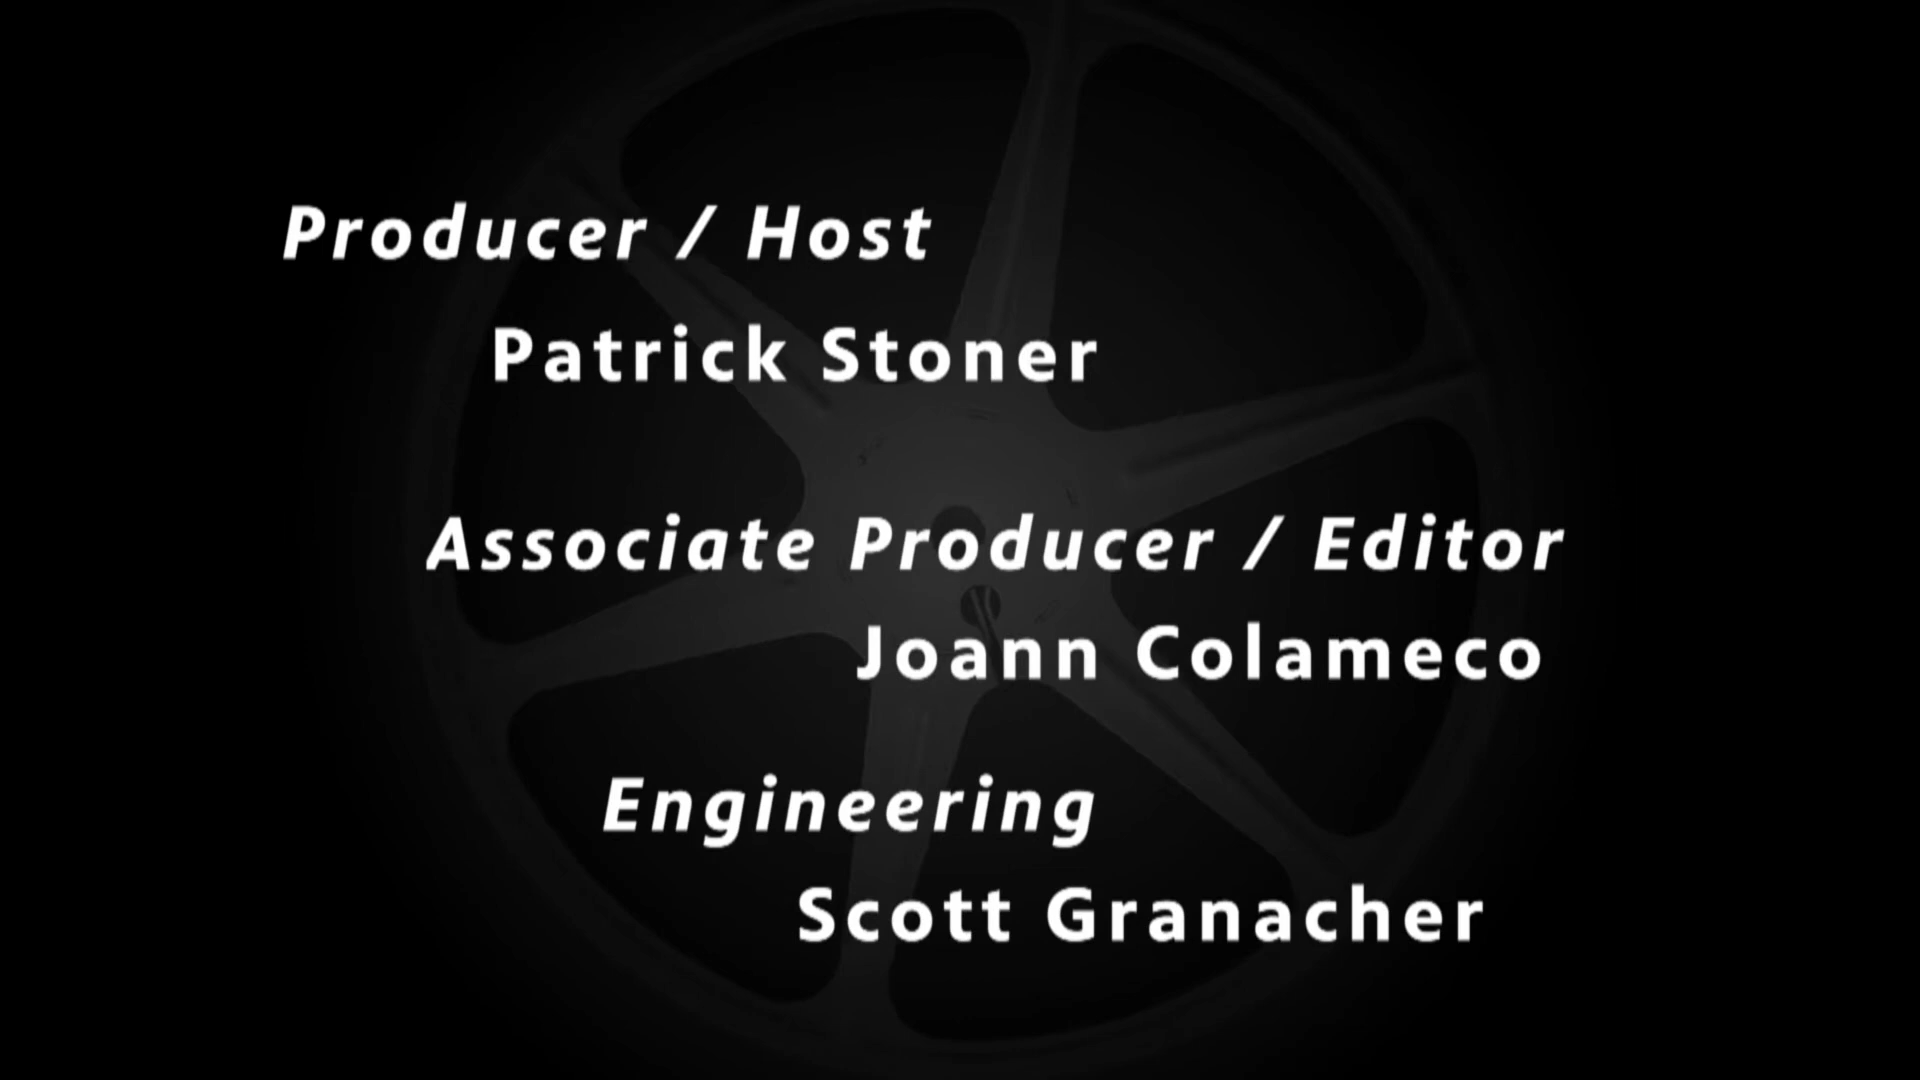 Producer / Host
Patrick Stoner
Associate Producer / Editor
Joann Colameco
Engineering
Scott Granacher